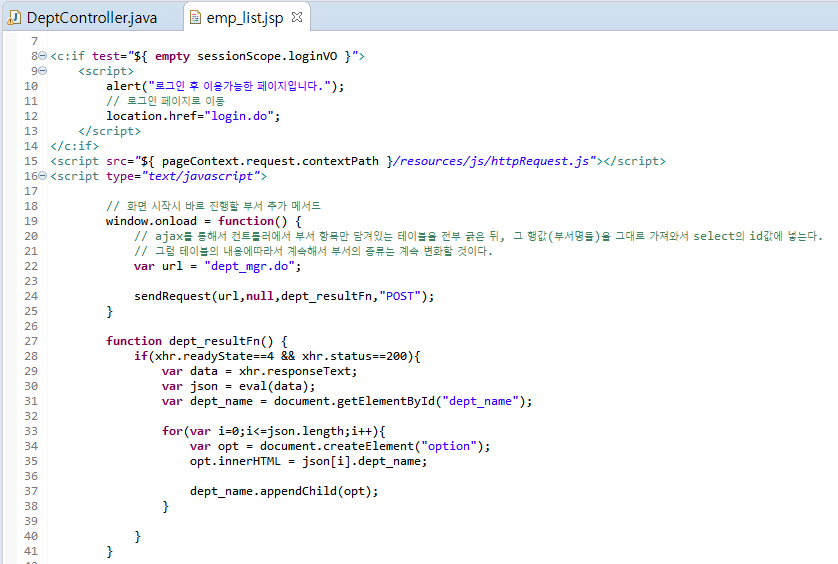 DeptController.java
emp_list.jsp
7
8 <c:if test="${ empty sessionScope.loginVO }">
9 <script>
10 alert("로그인 후 이용가능한 페이지입니다.");
11 // 로그인 페이지로 이동
12 location.href="login.do";
13 </script>
14 </c:if>
15 <script src="${ pageContext.request.contextPath }/resources/js/httpRequest.js"></script>
16 <script type="text/javascript">
17
18 // 화면 시작시 바로 진행할 부서 추가 메서드
19 window.onload = function() {
20 // ajax를 통해서 컨트롤러에서 부서 항목만 담겨있는 테이블을 전부 긁은 뒤, 그 행값(부서명들)을 그대로 가져와서 select의 id값에 넣는다.
21 // 그럼 테이블의 내용에따라서 계속해서 부서의 종류는 계속 변화할 것이다.
22 var url = "dept_mgr.do";
23
24 sendRequest(url,null,dept_resultFn,"POST");
25 }
26
27 function dept_resultFn() {
28 if(xhr.readyState==4 && xhr.status==200){
29 var data = xhr.responseText;
30 var json = eval(data);
31 var dept_name = document.getElementById("dept_name");
32
33 for(var i=0;i<=json.length;i++){
34 var opt = document.createElement("option");
35 opt.innerHTML = json[i].dept_name;
36
37 dept_name.appendChild(opt);
38 }
39
40 }
41 }